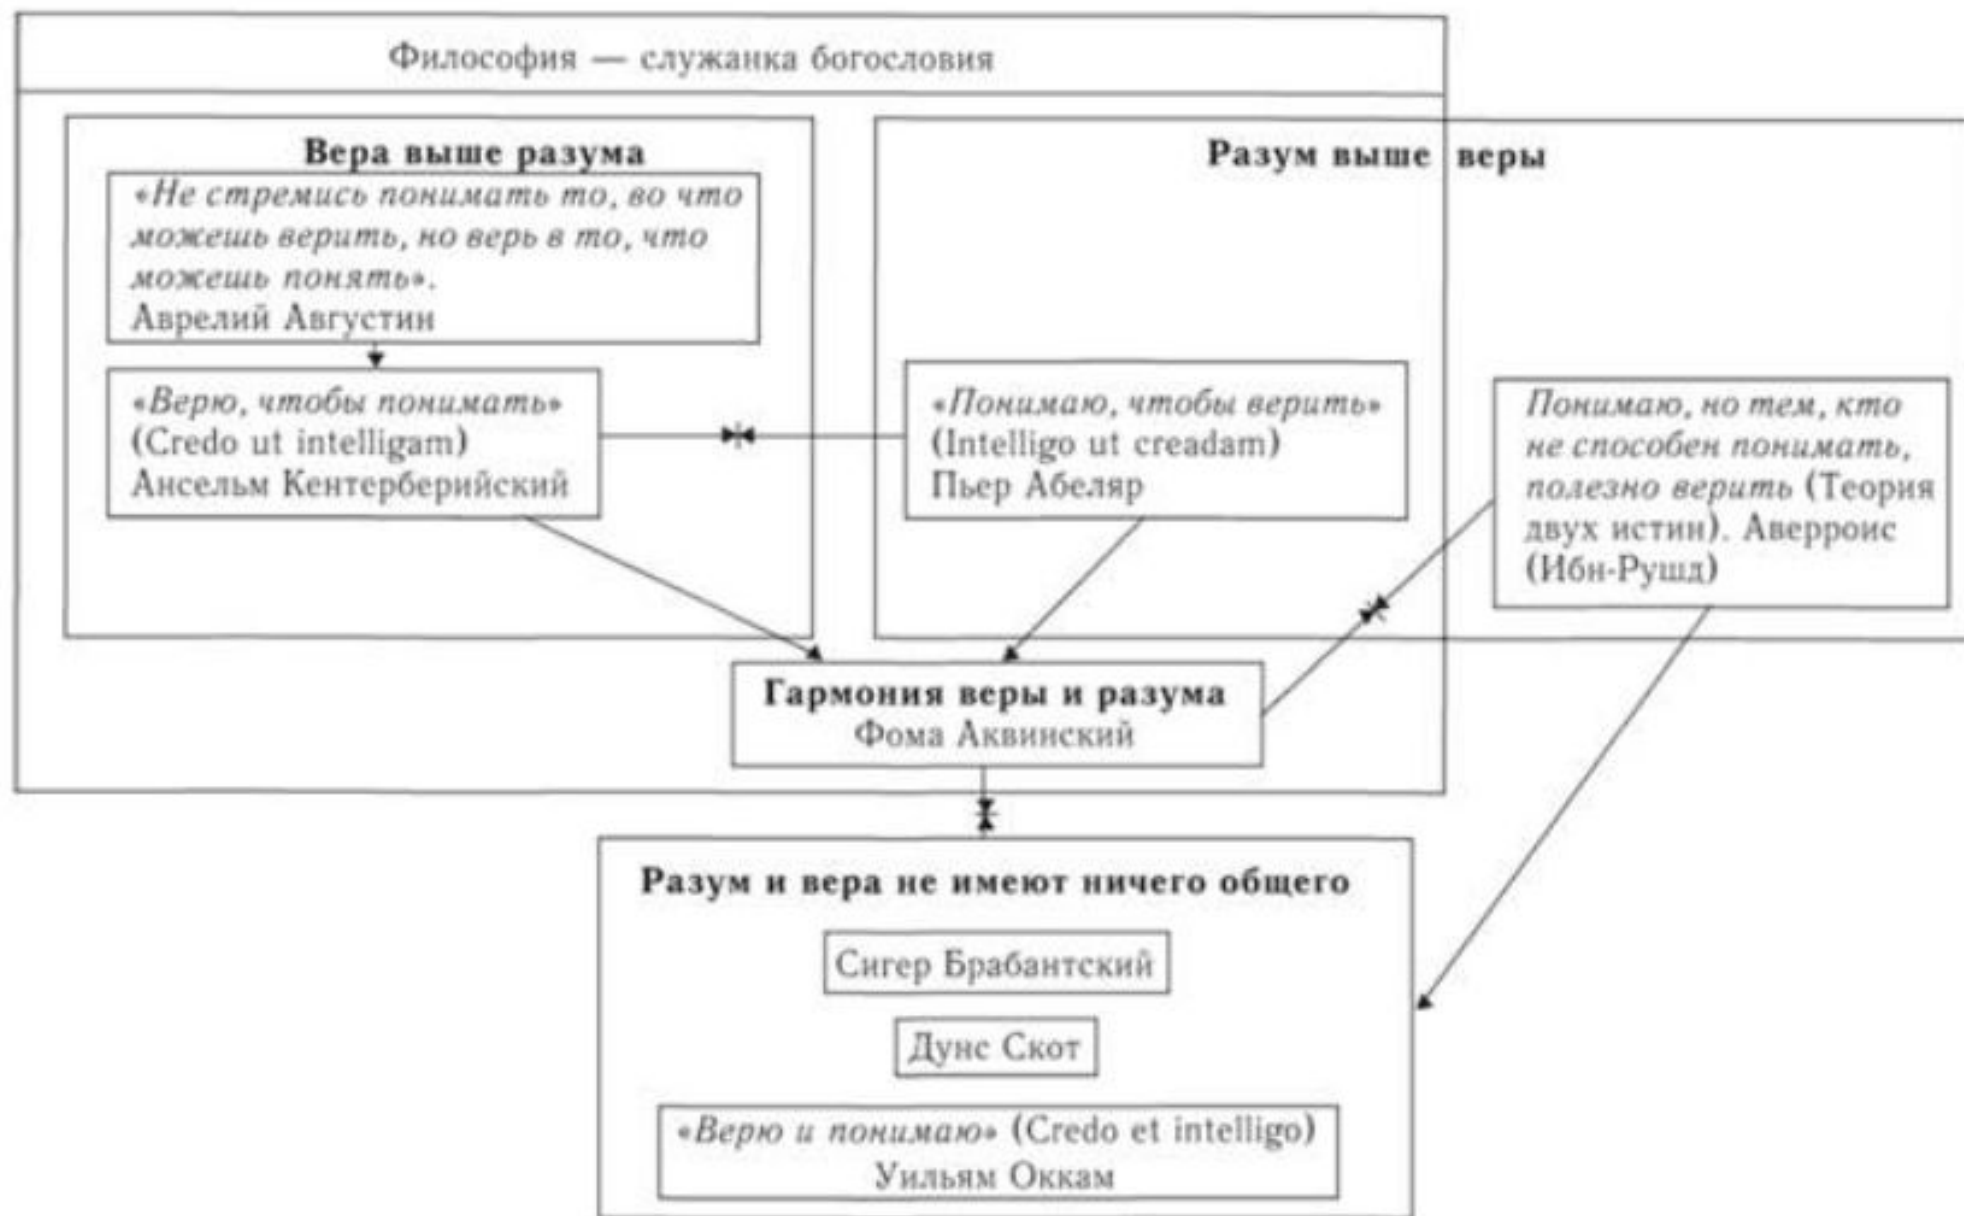 Философия — служанка богословия
Вера выше разума
«Не стремись понимать то, во что
можешь верить, но верь в то, что
можешь понять».
Аврелий Августин
«Верю, чтобы понимать»
(Credo ut intelligam)
Ансельм Кентерберийский
Разум выше веры
«Понимаю, чтобы верить»
(Intelligo ut creadam)
Пьер Абеляр
Понимаю, но тем, кто
не способен понимать,
полезно верить (Теория
двух истин). Аверроис
(Ибн-Рушд)
Гармония веры и разума
Фома Аквинский
Разум и вера не имеют ничего общего
Сигер Брабантский
Дунс Скот
«Верю и понимаю» (Credo et intelligo)
Уильям Оккам